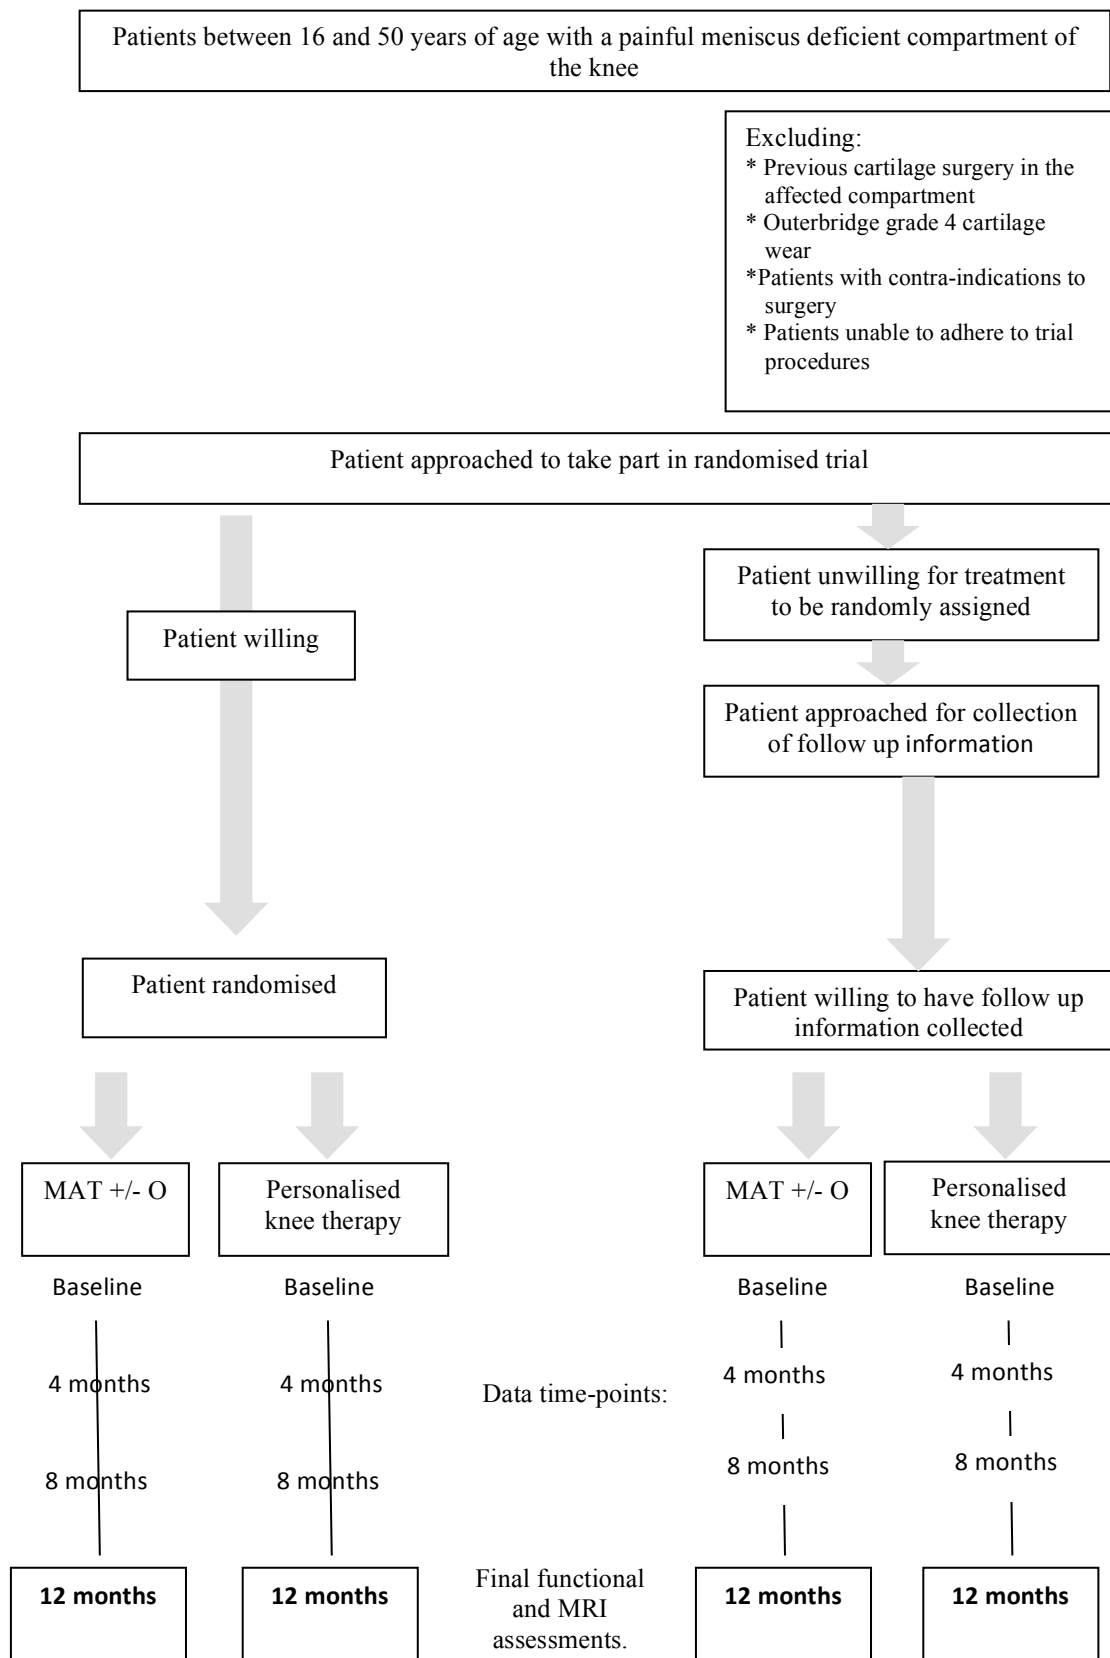 Patients between 16 and 50 years of age with a painful meniscus deficient compartment of
the knee
Excluding:
* Previous cartilage surgery in the
affected compartment
* Outerbridge grade 4 cartilage
wear
*Patients with contra-indications to
surgery
* Patients unable to adhere to trial
procedures
Patient approached to take part in randomised trial
Patient unwilling for treatment
to be randomly assigned
Patient willing
Patient approached for collection
of follow up information
Patient randomised
Patient willing to have follow up
information collected
MAT +/- O
Personalised
knee therapy
MAT +/- O
Personalised
knee therapy
Baseline
Baseline
Baseline
Baseline
4 months
4 months
Data time-points:
4 months
4 months
8 months
8 months
8 months
8 months
12 months
12 months
Final functional
and MRI
assessments.
12 months
12 months